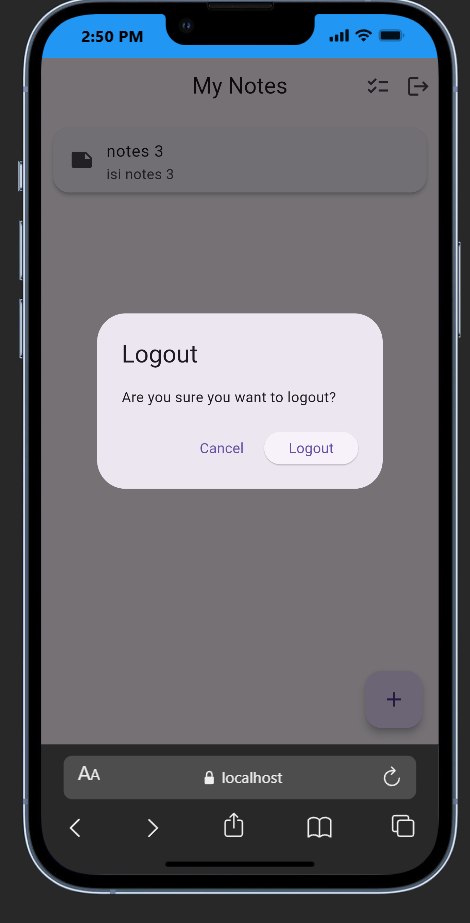 2:50 PM
My Notes
notes 3
isi notes 3
Logout
Are you sure you want to logout?
Cancel
Logout
AA
localhost